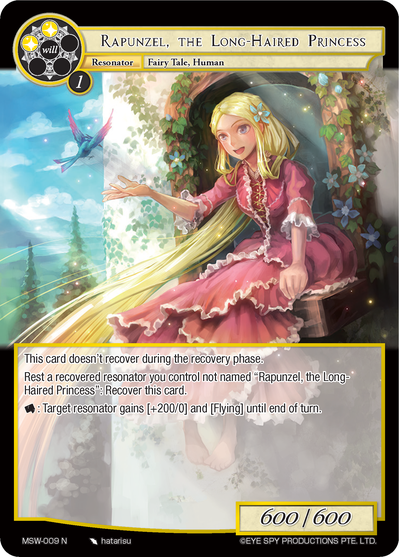 Rapunzel, the Long-Haired Princess
will
Resonator Fairy Tale, Human
1
This card doesn't recover during the recovery phase.
Rest a recovered resonator you control not named "Rapunzel, the Long-
Haired Princess": Recover this card.
: Target resonator gains [+200/0] and [Flying] until end of turn.
600/600
MSW-009 N hatarisu ©EYE SPY PRODUCTIONS PTE. LTD.